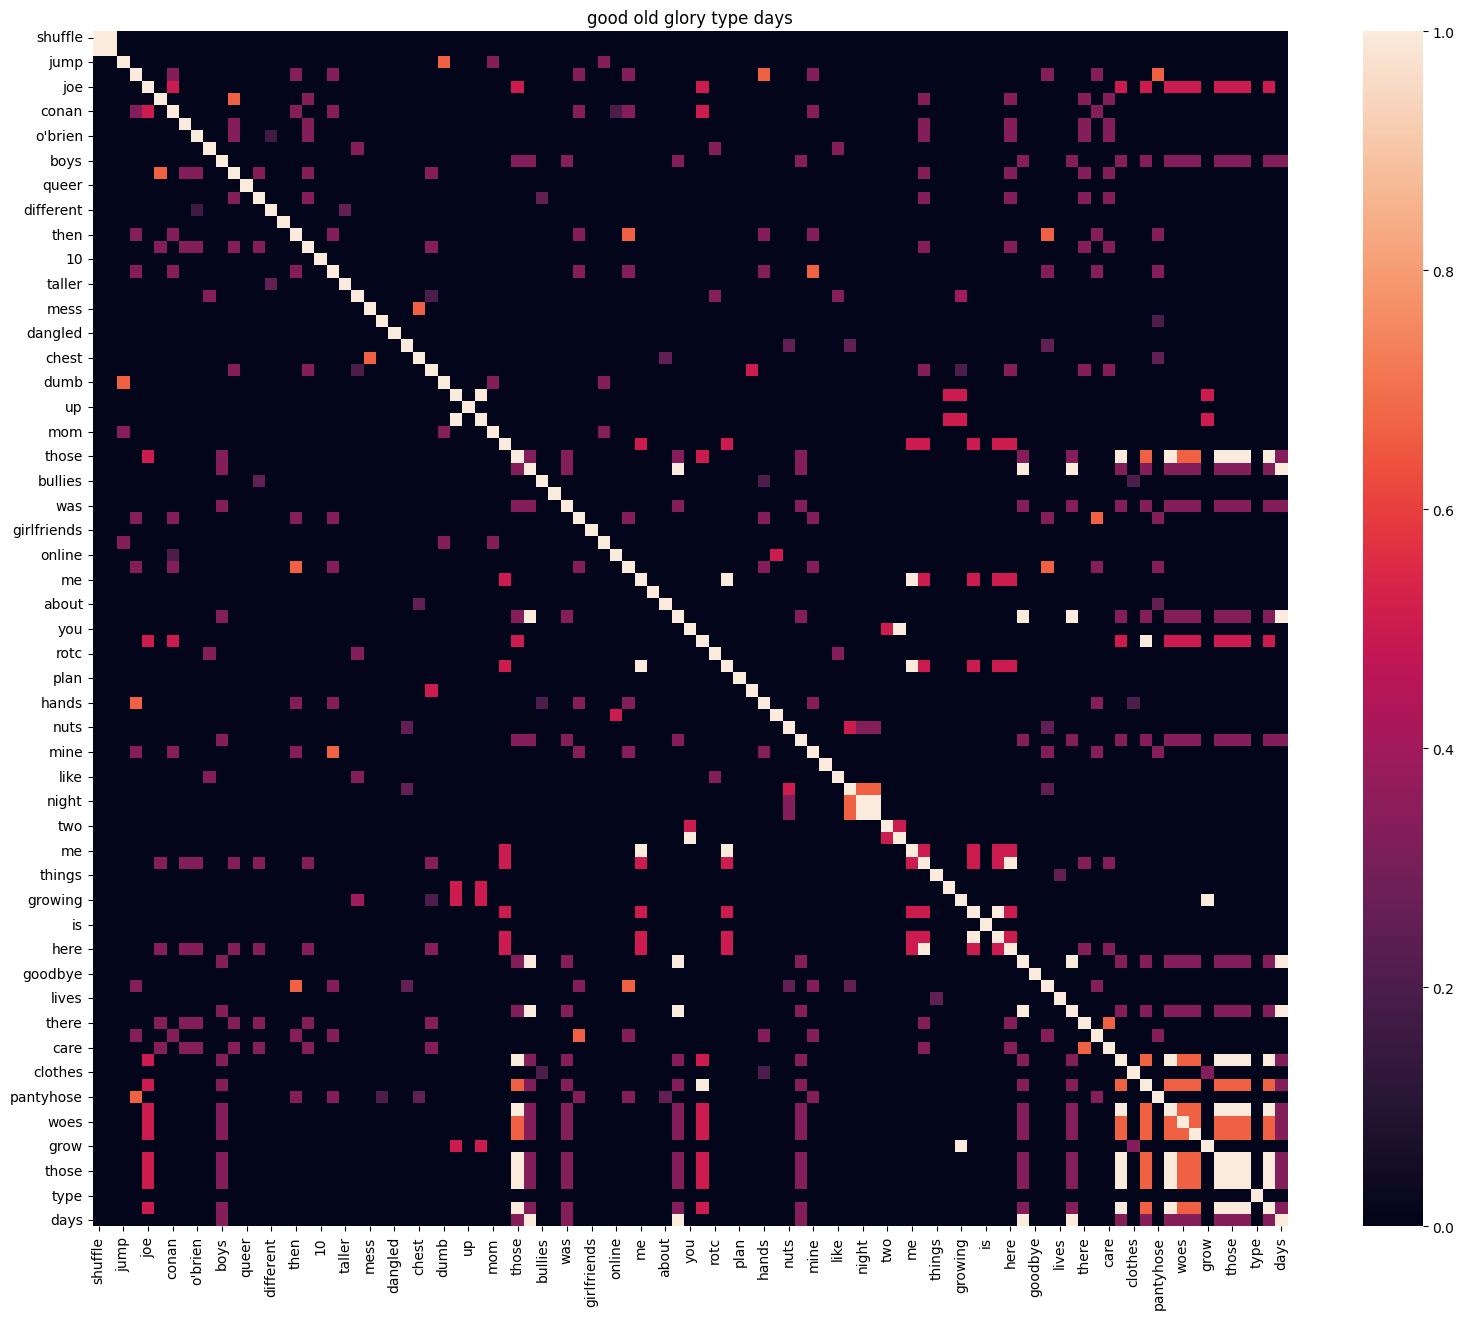 good old glory type days
shuffle
jump
joe
conan
o'brien
boys
queer
different
then
10
taller
mess
dangled
chest
dumb
up
mom
those
bullies
was
girlfriends
online
me
about
you
rotc
plan
hands
nuts
mine
like
night
two
me
things
growing
is
here
goodbye
lives
there
care
clothes
pantyhose
woes
grow
those
type
days
shuffle
jump
joe
conan
o'brien
boys
queer
different
then
10
taller
mess
dangled
chest
dumb
up
mom
those
bullies
was
girlfriends
online
me
about
you
rotc
plan
hands
nuts
mine
like
night
two
me
things
growing
is
here
goodbye
lives
there
care
clothes
pantyhose
woes
grow
those
type
days
1.0
0.8
0.6
0.4
0.2
0.0